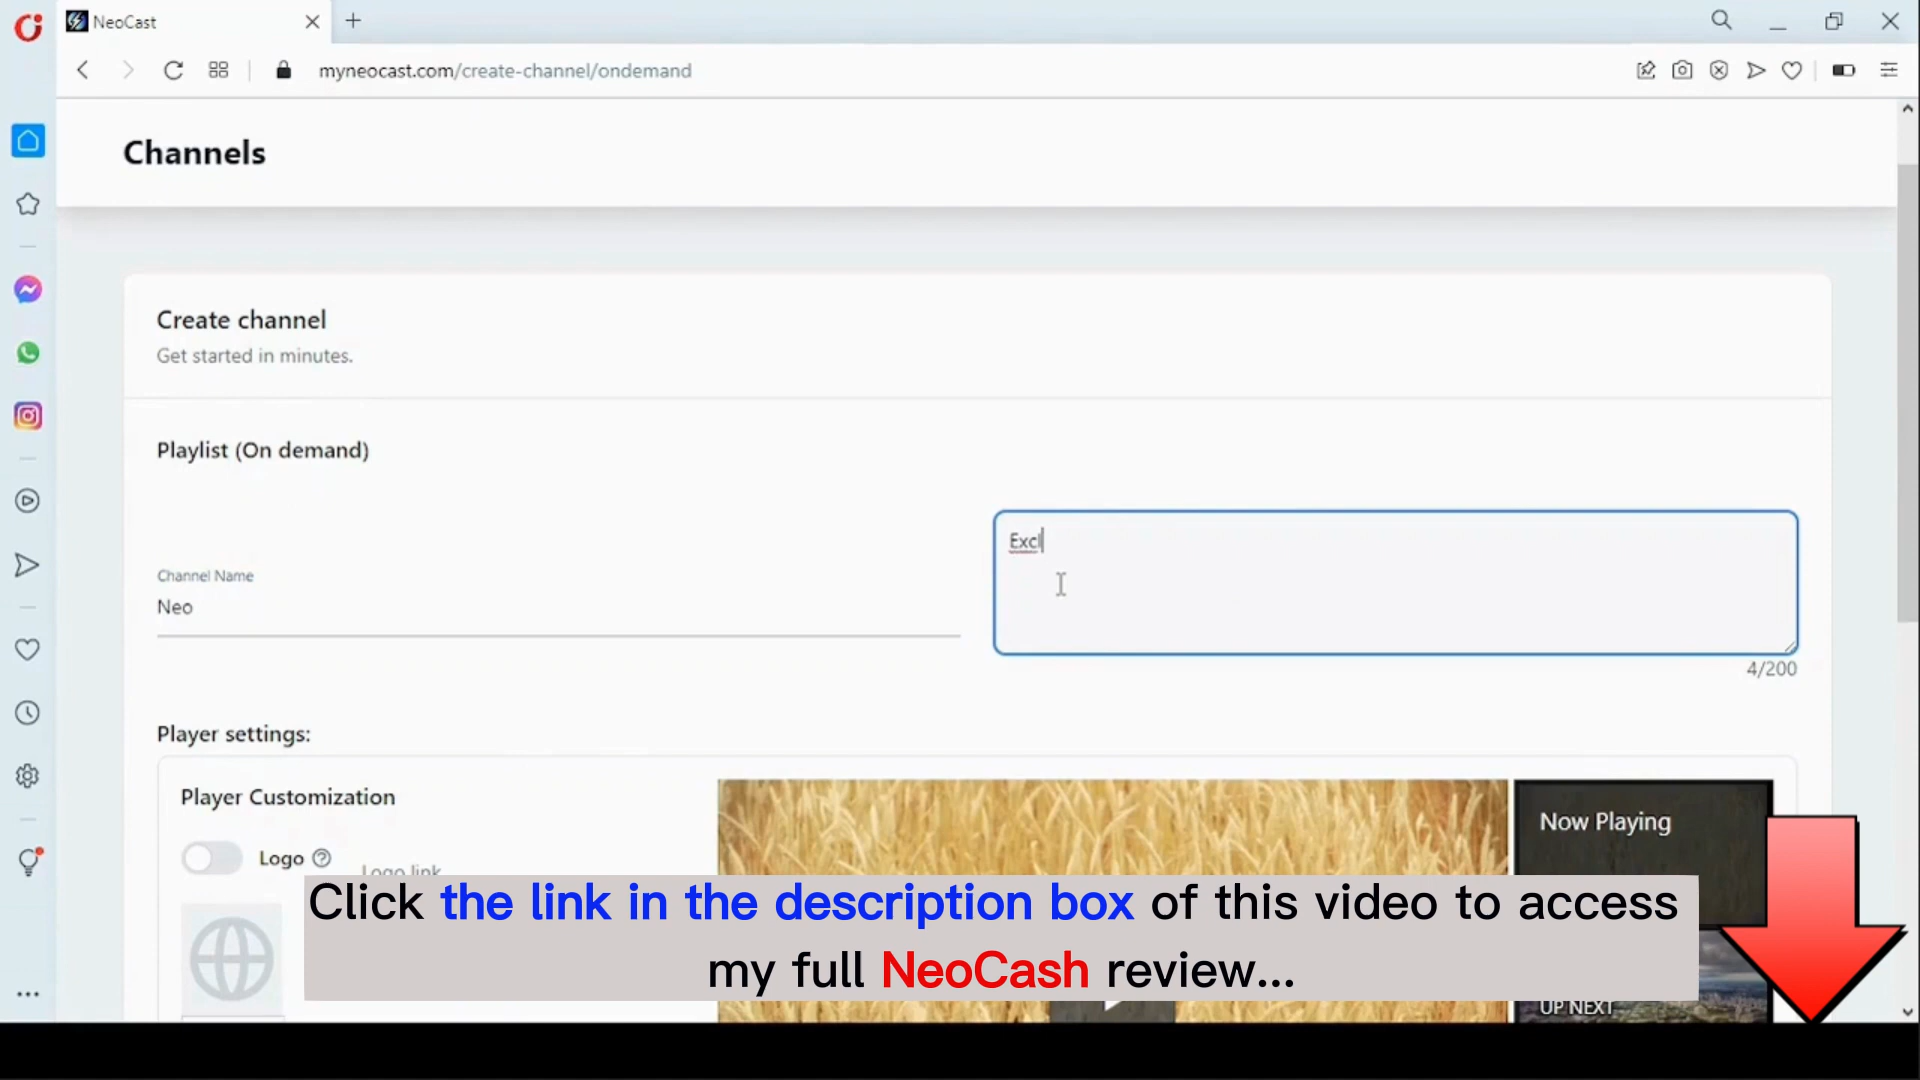 NeoCast
myneocast.com/create-channel/ondemand
Channels
Create channel
Get started in minutes.
Playlist (On demand)
Excl
Channel Name
Neo
4/200
Player settings:
Player Customization
Now Playing
Logo
Logo link
Click the link in the description box of this video to access
my full NeoCash review...
UP NEXT